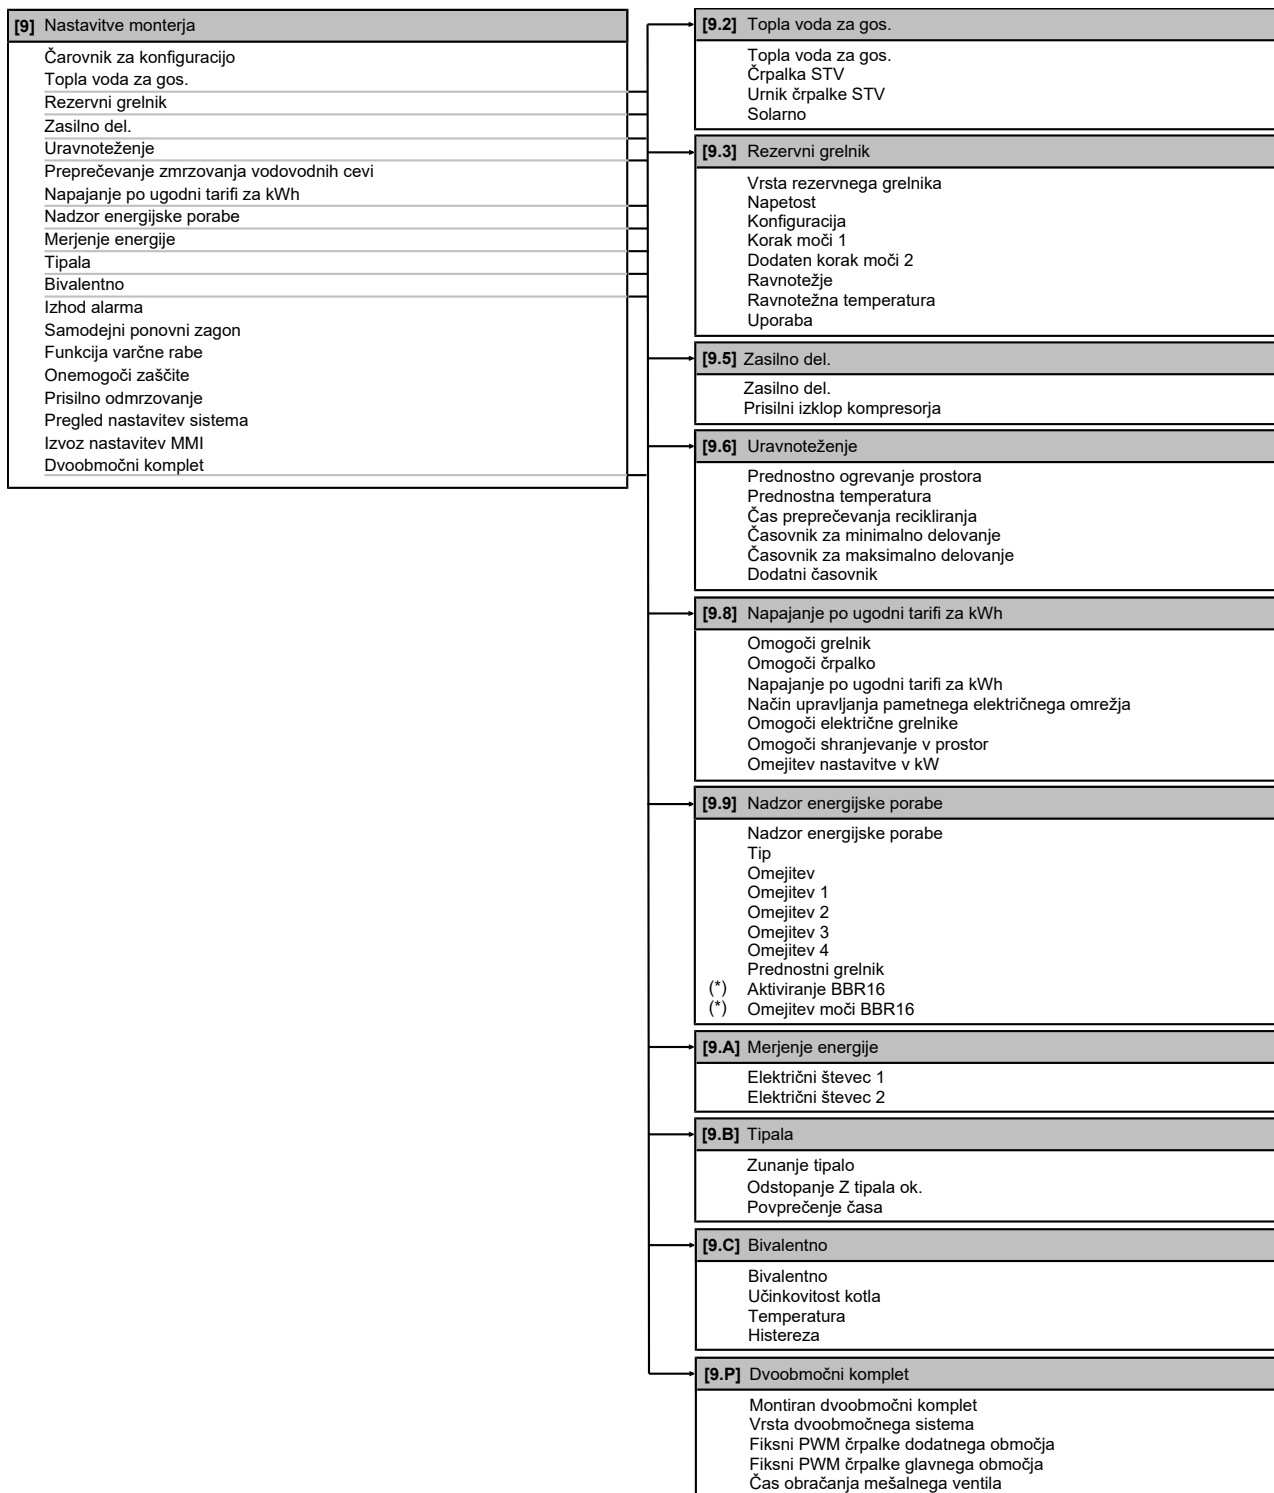 [9] Nastavitve monterja
Čarovnik za konfiguracijo
Topla voda za gos.
Rezervni grelnik
Zasilno del.
Uravnoteženje
Preprečevanje zmrzovanja vodovodnih cevi
Napajanje po ugodni tarifi za kWh
Nadzor energijske porabe
Merjenje energije
Tipala
Bivalentno
Izhod alarma
Samodejni ponovni zagon
Funkcija varčne rabe
Onemogoči zaščite
Prisilno odmrzovanje
Pregled nastavitev sistema
Izvoz nastavitev MMI
Dvoobmočni komplet
[9.2] Topla voda za gos.
Topla voda za gos.
Črpalka STV
Urnik črpalke STV
Solarno
[9.3] Rezervni grelnik
Vrsta rezervnega grelnika
Napetost
Konfiguracija
Korak moči 1
Dodaten korak moči 2
Ravnotežje
Ravnotežna temperatura
Uporaba
[9.5] Zasilno del.
Zasilno del.
Prisilni izklop kompresorja
[9.6] Uravnoteženje
Prednostno ogrevanje prostora
Prednostna temperatura
Čas preprečevanja recikliranja
Časovnik za minimalno delovanje
Časovnik za maksimalno delovanje
Dodatni časovnik
[9.8] Napajanje po ugodni tarifi za kWh
Omogoči grelnik
Omogoči črpalko
Napajanje po ugodni tarifi za kWh
Način upravljanja pametnega električnega omrežja
Omogoči električne grelnike
Omogoči shranjevanje v prostor
Omejitev nastavitve v kW
[9.9] Nadzor energijske porabe
Nadzor energijske porabe
Tip
Omejitev
Omejitev 1
Omejitev 2
Omejitev 3
Omejitev 4
Prednostni grelnik
(*) Aktiviranje BBR16
(*) Omejitev moči BBR16
[9.A] Merjenje energije
Električni števec 1
Električni števec 2
[9.B] Tipala
Zunanje tipalo
Odstopanje Z tipala ok.
Povprečenje časa
[9.C] Bivalentno
Bivalentno
Učinkovitost kotla
Temperatura
Histereza
[9.P] Dvoobmočni komplet
Montiran dvoobmočni komplet
Vrsta dvoobmočnega sistema
Fiksni PWM črpalke dodatnega območja
Fiksni PWM črpalke glavnega območja
Čas obračanja mešalnega ventila